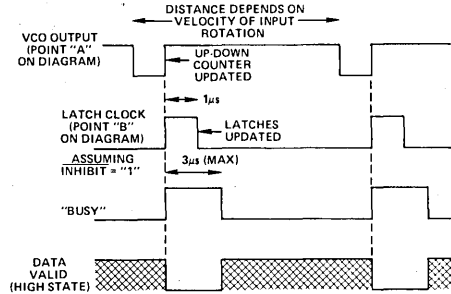 DISTANCE DEPENDS ON
VELOCITY OF INPUT
ROTATION
VCO OUTPUT
(POINT "A"
ON DIAGRAM)
UP-DOWN
COUNTER
UPDATED
1μs
LATCH CLOCK
(POINT "B"
ON DIAGRAM)
LATCHES
UPDATED
ASSUMING
INHIBIT = "1"
3μs (MAX)
"BUSY"
DATA
VALID
(HIGH STATE)